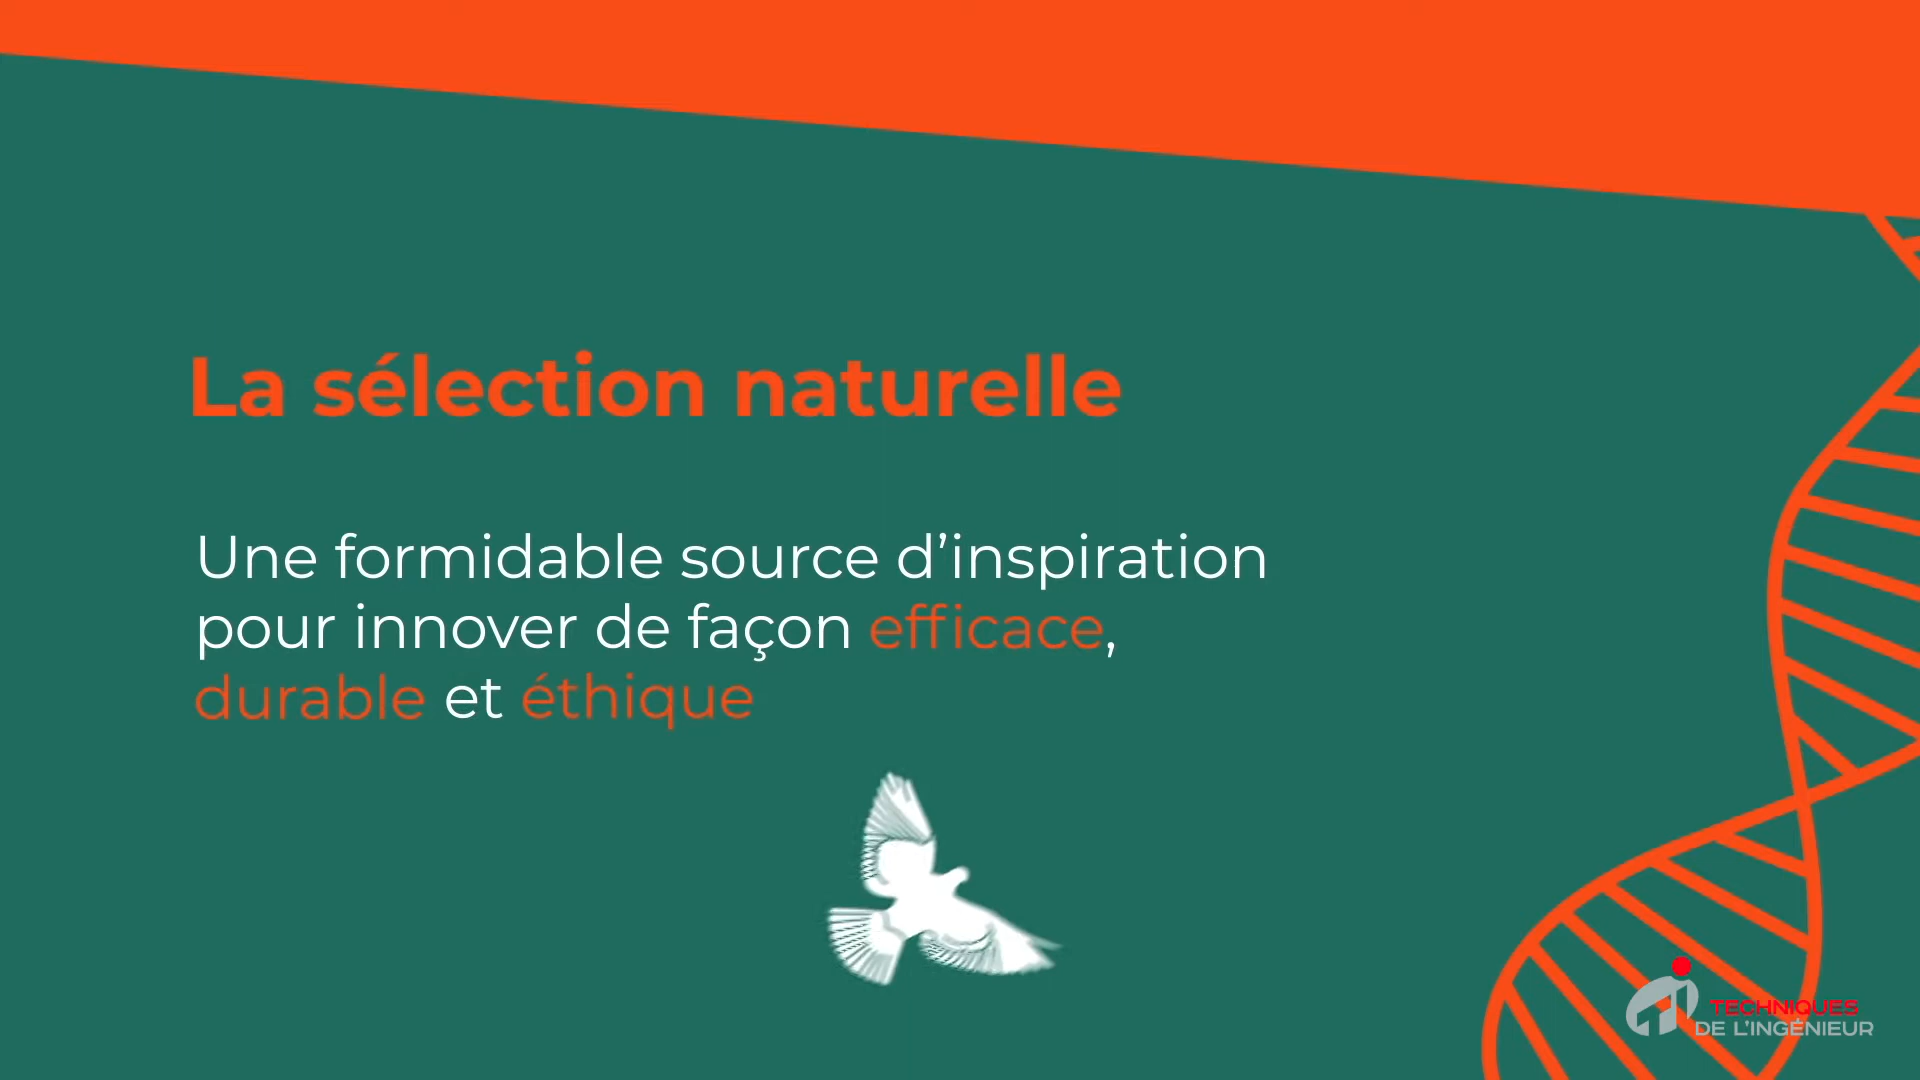 La sélection naturelle
Une formidable source d’inspiration
pour innover de façon efficace,
durable et éthique
TECHNIQUES
DE L'INGÉNIEUR